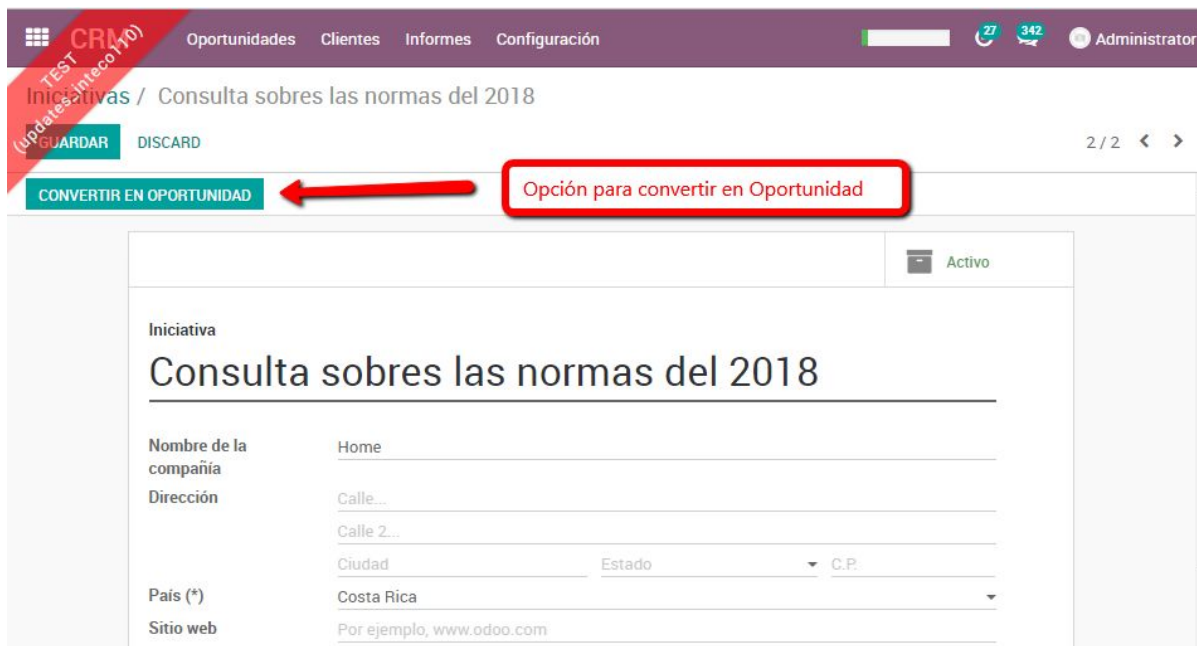 CRM Oportunidades Clientes Informes Configuración 27 342 Administrator
TEST
(updates-inteco110)
Iniciativas / Consulta sobres las normas del 2018
GUARDAR DISCARD 2 / 2
CONVERTIR EN OPORTUNIDAD Opción para convertir en Oportunidad
Activo
Iniciativa
Consulta sobres las normas del 2018
Nombre de la compañía Home
Dirección Calle...
Calle 2...
Ciudad Estado C.P.
País (*) Costa Rica
Sitio web Por ejemplo, www.odoo.com